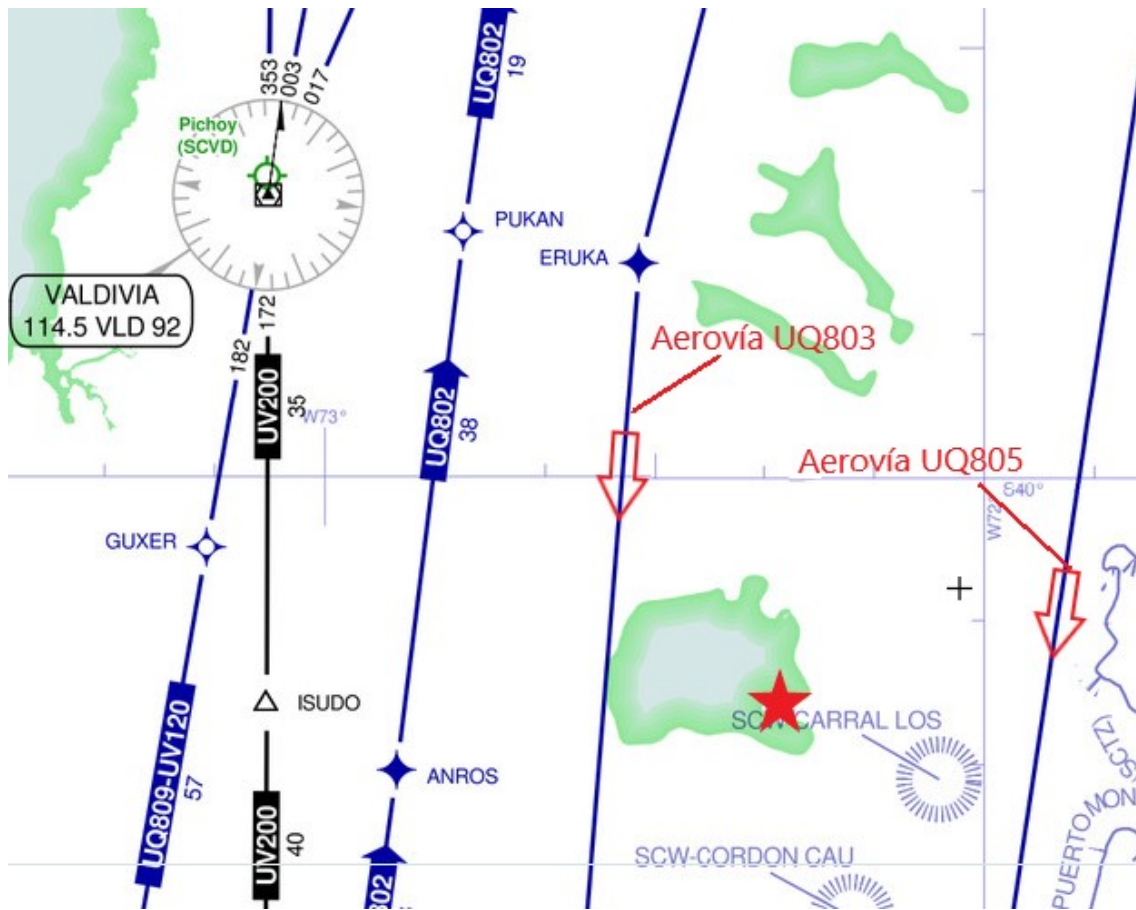 UQ802
19
353
003
017
Pichoy
(SCVD)
PUKAN
ERUKA
VALDIVIA
114.5 VLD 92
172
182
Aerovía UQ803
UV200
35
W73°
UQ802
38
Aerovía UQ805
S40°
W72
GUXER
ISUDO
SCW-CARRAL LOS
(SCTZ)
UQ809-UV120
57
ANROS
PUERTO MON
UV200
40
SCW-CORDON CAU
802